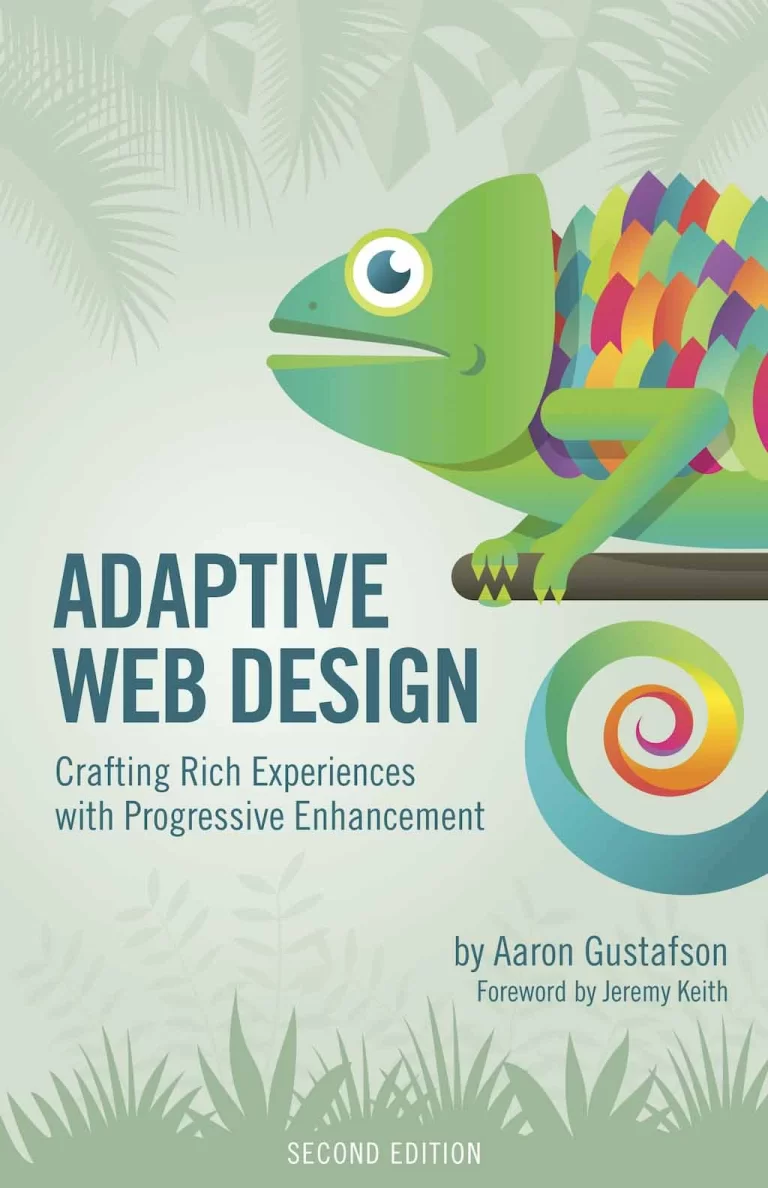 ADAPTIVE
WEB DESIGN
Crafting Rich Experiences
with Progressive Enhancement
by Aaron Gustafson
Foreword by Jeremy Keith
SECOND EDITION